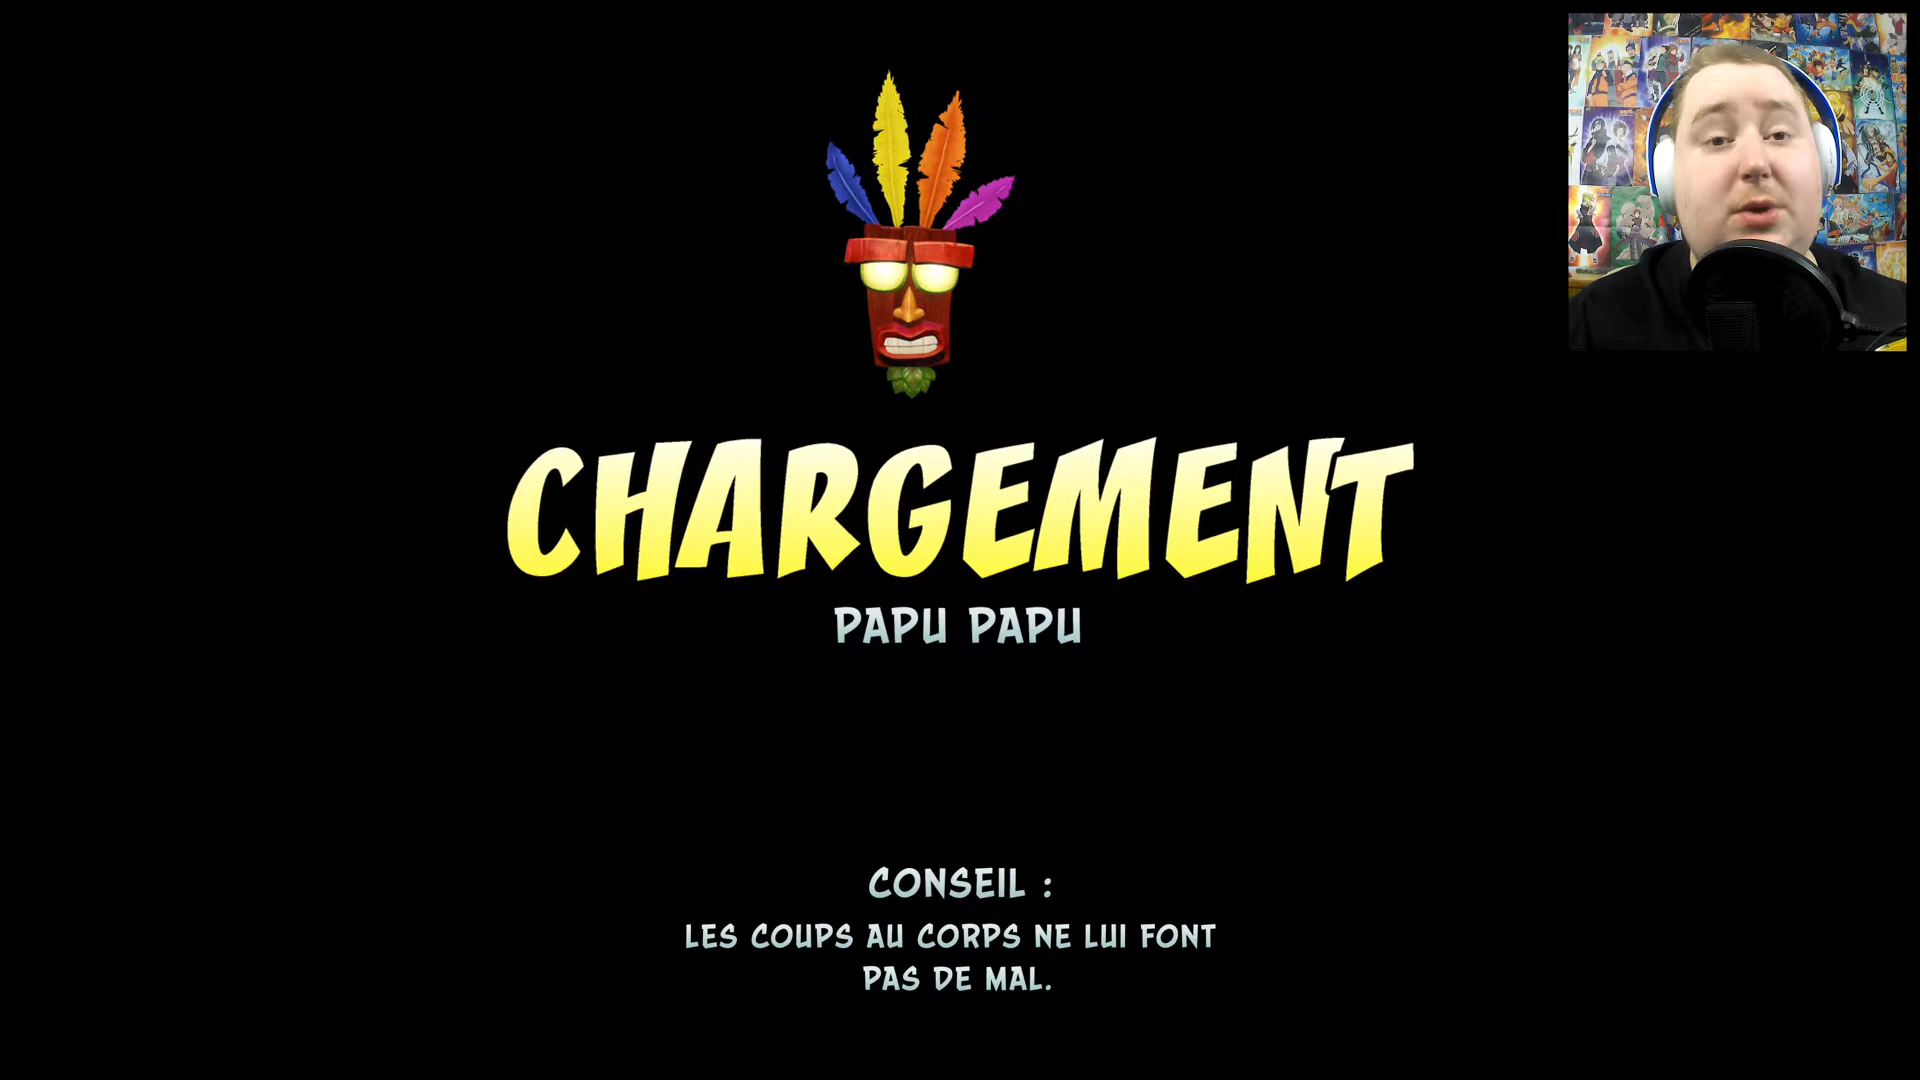 CHARGEMENT
PAPU PAPU
CONSEIL :
LES COUPS AU CORPS NE LUI FONT
PAS DE MAL.